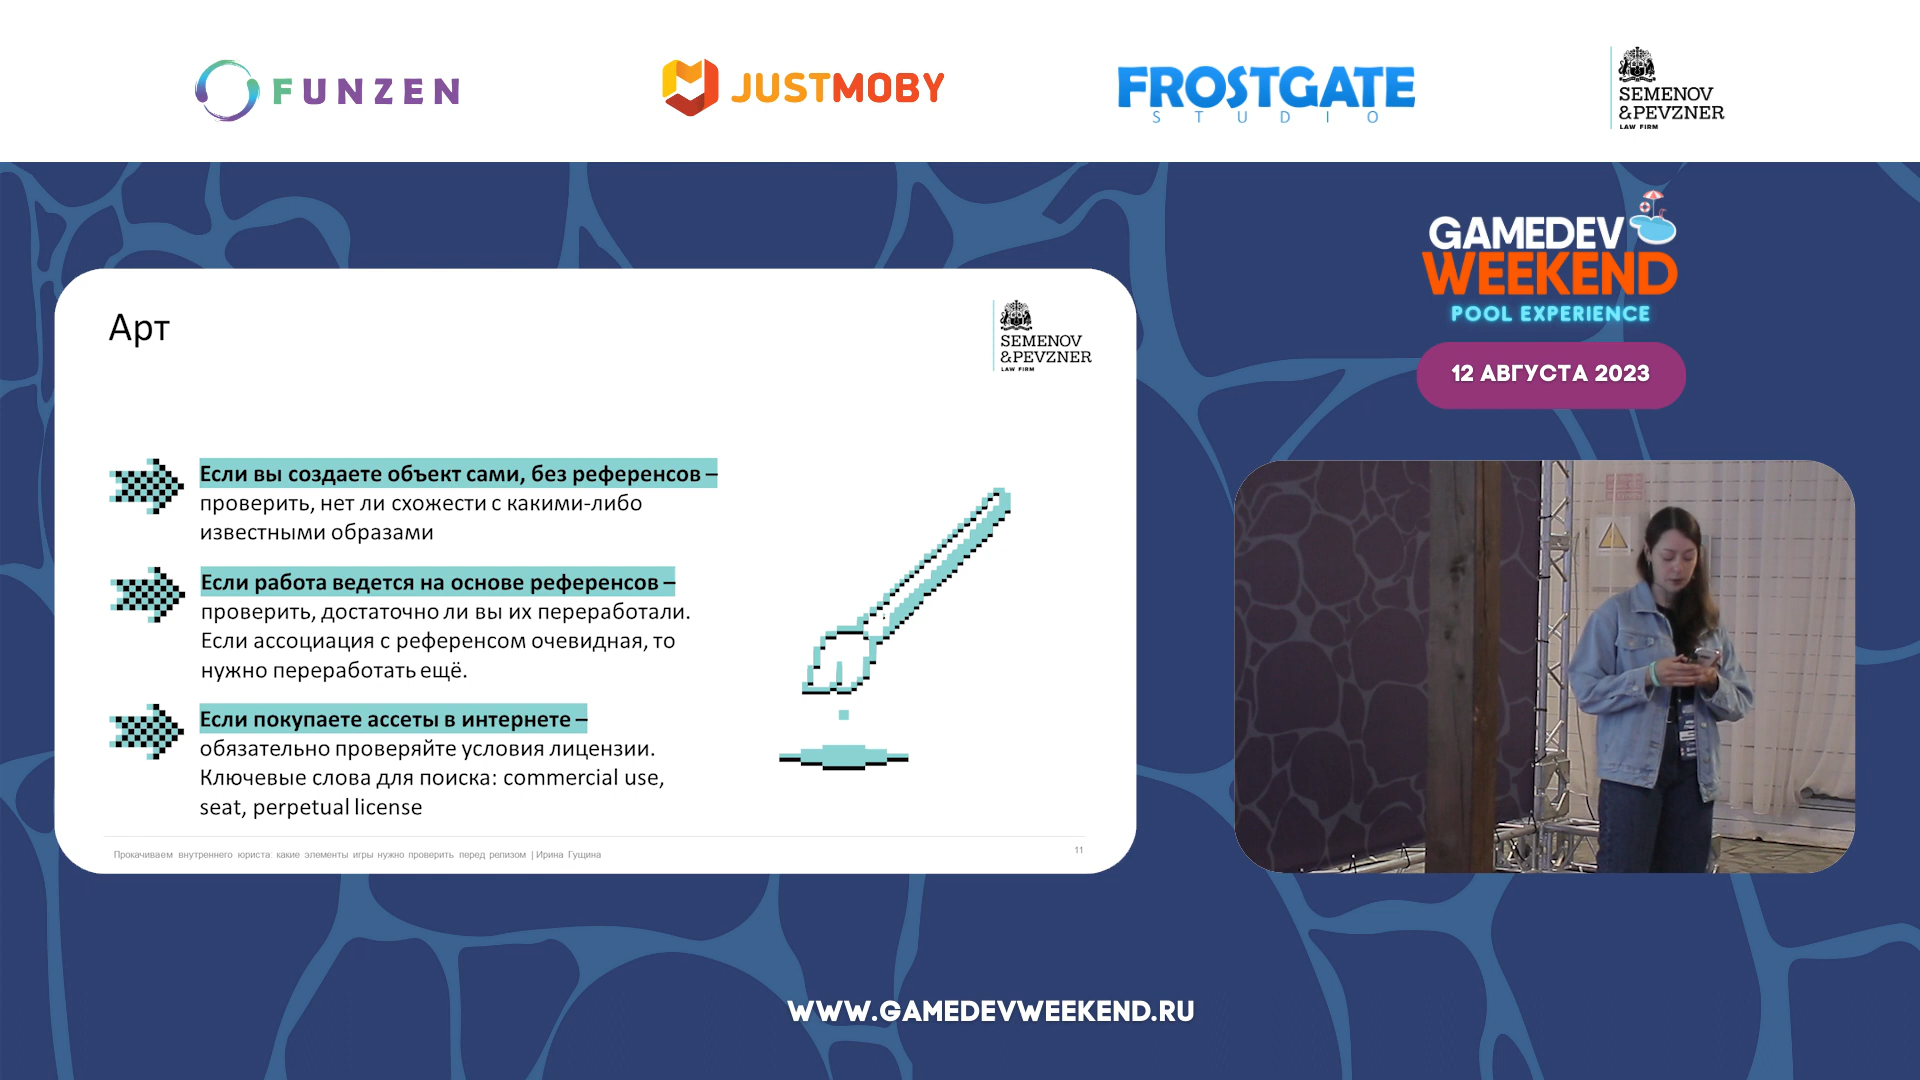 FUNZEN
JUSTMOBY
FROSTGATE
STUDIO
SEMENOV
&PEVZNER
LAW FIRM
GAMEDEV
WEEKEND
POOL EXPERIENCE
12 АВГУСТА 2023
Арт
SEMENOV
&PEVZNER
LAW FIRM
Если вы создаете объект сами, без референсов –
проверить, нет ли схожести с какими-либо
известными образами
Если работа ведется на основе референсов –
проверить, достаточно ли вы их переработали.
Если ассоциация с референсом очевидная, то
нужно переработать ещё.
Если покупаете ассеты в интернете –
обязательно проверяйте условия лицензии.
Ключевые слова для поиска: commercial use,
seat, perpetual license
Прокачиваем внутреннего юриста: какие элементы игры нужно проверить перед релизом | Ирина Гущина
11
WWW.GAMEDEVWEEKEND.RU